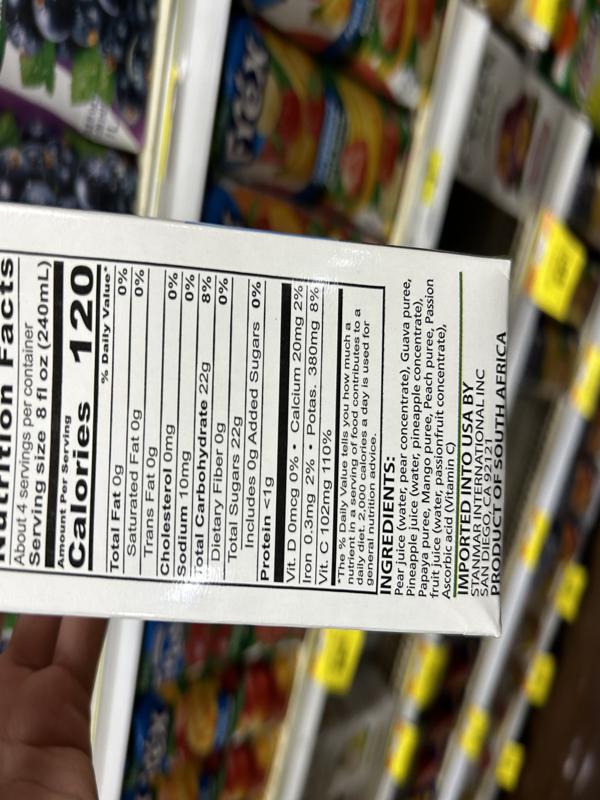 Nutrition Facts
About 4 servings per container
Serving size 8 fl oz (240mL)
Amount Per Serving
Calories 120
% Daily Value*
Total Fat 0g 0%
Saturated Fat 0g 0%
Trans Fat 0g
Cholesterol 0mg 0%
Sodium 10mg 0%
Total Carbohydrate 22g 8%
Dietary Fiber 0g 0%
Total Sugars 22g
Includes 0g Added Sugars 0%
Protein <1g
Vit. D 0mcg 0% • Calcium 20mg 2%
Iron 0.3mg 2% • Potas. 380mg 8%
Vit. C 102mg 110%
*The % Daily Value tells you how much a
nutrient in a serving of food contributes to a
daily diet. 2,000 calories a day is used for
general nutrition advice.
INGREDIENTS:
Pear juice (water, pear concentrate), Guava puree,
Pineapple juice (water, pineapple concentrate),
Papaya puree, Mango puree, Peach puree, Passion
fruit juice (water, passionfruit concentrate),
Ascorbic acid (Vitamin C)
IMPORTED INTO USA BY
STANMAR INTERNATIONAL INC
SAN DIEGO, CA 92121
PRODUCT OF SOUTH AFRICA